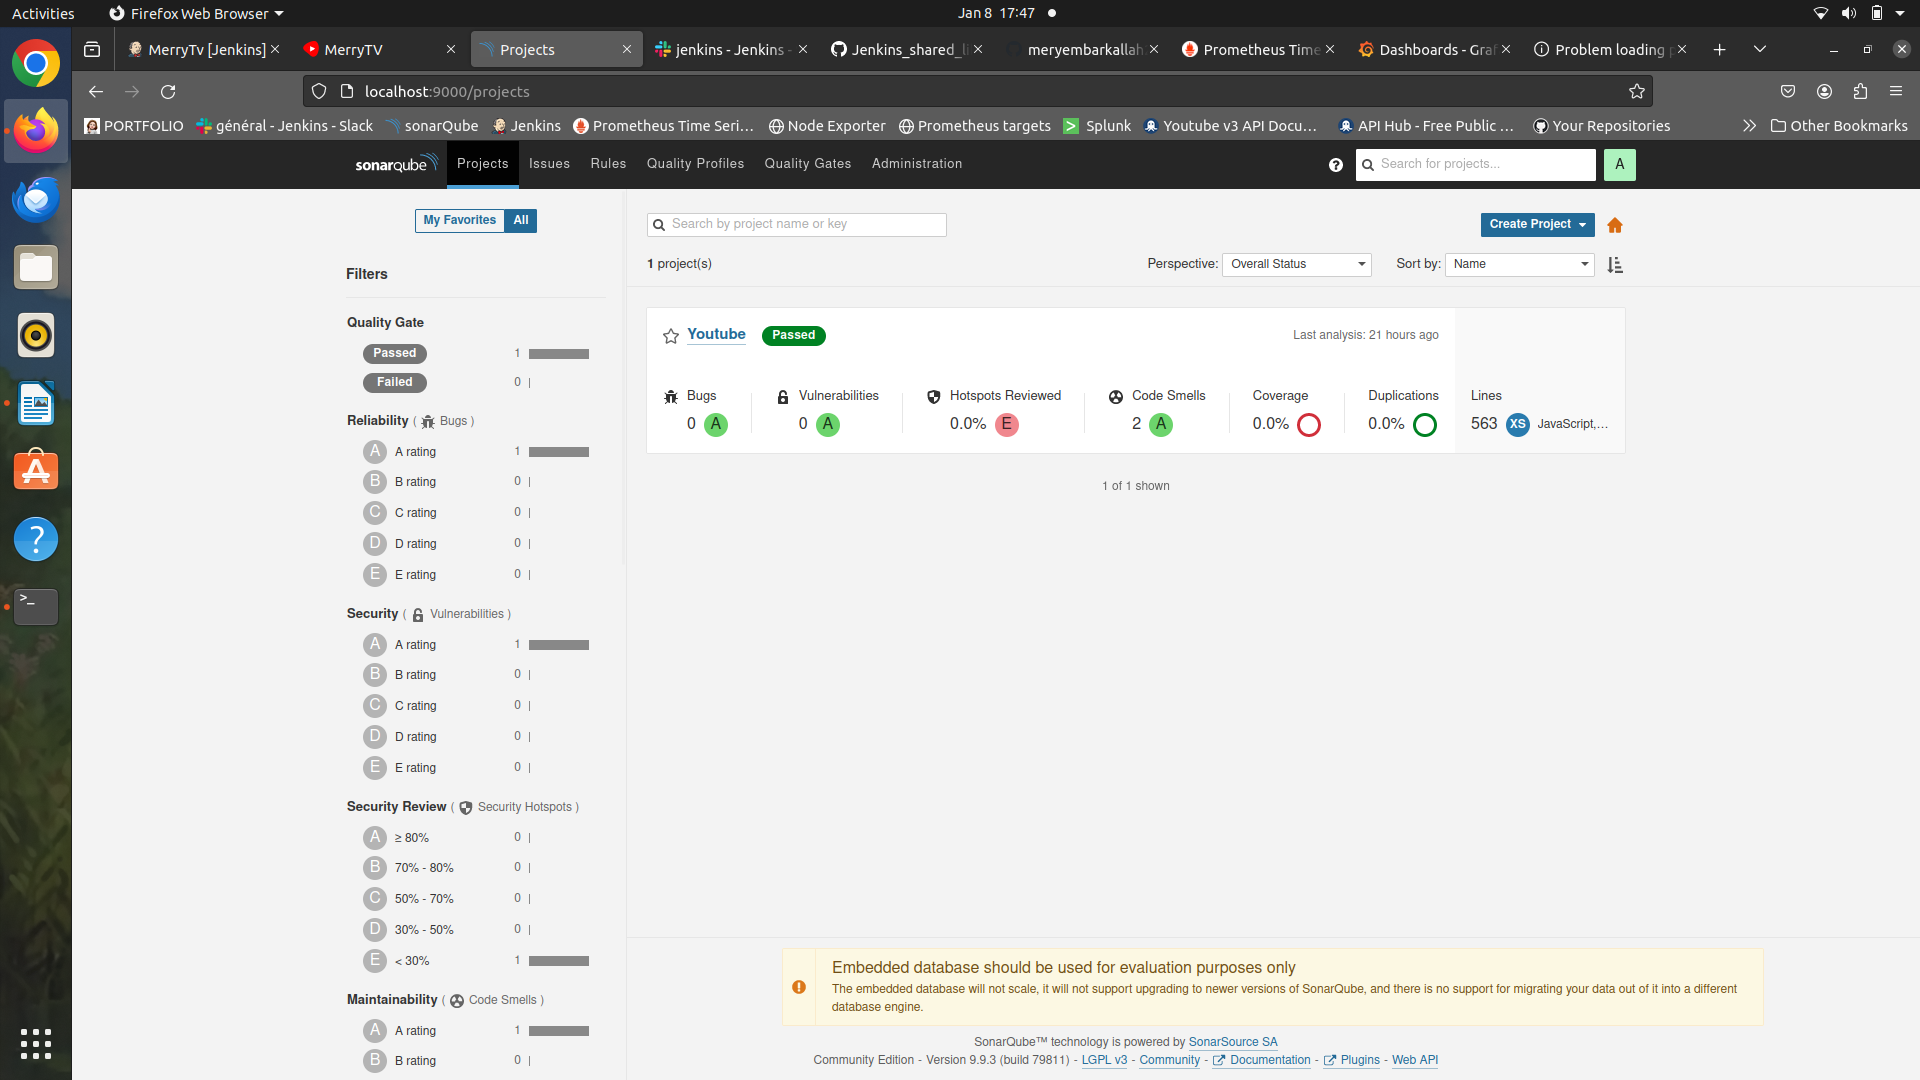 Activities
Firefox Web Browser
Jan 8 17:47
MerryTv [Jenkins]
MerryTV
Projects
jenkins - Jenkins -
Jenkins_shared_li
meryembarkallah
Prometheus Time
Dashboards - Graf
Problem loading p
localhost:9000/projects
PORTFOLIO
général - Jenkins - Slack
sonarQube
Jenkins
Prometheus Time Seri...
Node Exporter
Prometheus targets
Splunk
Youtube v3 API Docu...
API Hub - Free Public ...
Your Repositories
Other Bookmarks
sonarqube
Projects
Issues
Rules
Quality Profiles
Quality Gates
Administration
Search for projects...
A
My Favorites
All
Filters
Quality Gate
Passed 1
Failed 0
Reliability ( Bugs )
A A rating 1
B B rating 0
C C rating 0
D D rating 0
E E rating 0
Security ( Vulnerabilities )
A A rating 1
B B rating 0
C C rating 0
D D rating 0
E E rating 0
Security Review ( Security Hotspots )
A ≥ 80% 0
B 70% - 80% 0
C 50% - 70% 0
D 30% - 50% 0
E < 30% 1
Maintainability ( Code Smells )
A A rating 1
B B rating 0
Search by project name or key
Create Project
1 project(s)
Perspective: Overall Status
Sort by: Name
Youtube Passed
Last analysis: 21 hours ago
Bugs
0 A
Vulnerabilities
0 A
Hotspots Reviewed
0.0% E
Code Smells
2 A
Coverage
0.0%
Duplications
0.0%
Lines
563 XS JavaScript,...
1 of 1 shown
Embedded database should be used for evaluation purposes only
The embedded database will not scale, it will not support upgrading to newer versions of SonarQube, and there is no support for migrating your data out of it into a different
database engine.
SonarQube™ technology is powered by SonarSource SA
Community Edition - Version 9.9.3 (build 79811) - LGPL v3 - Community - Documentation - Plugins - Web API